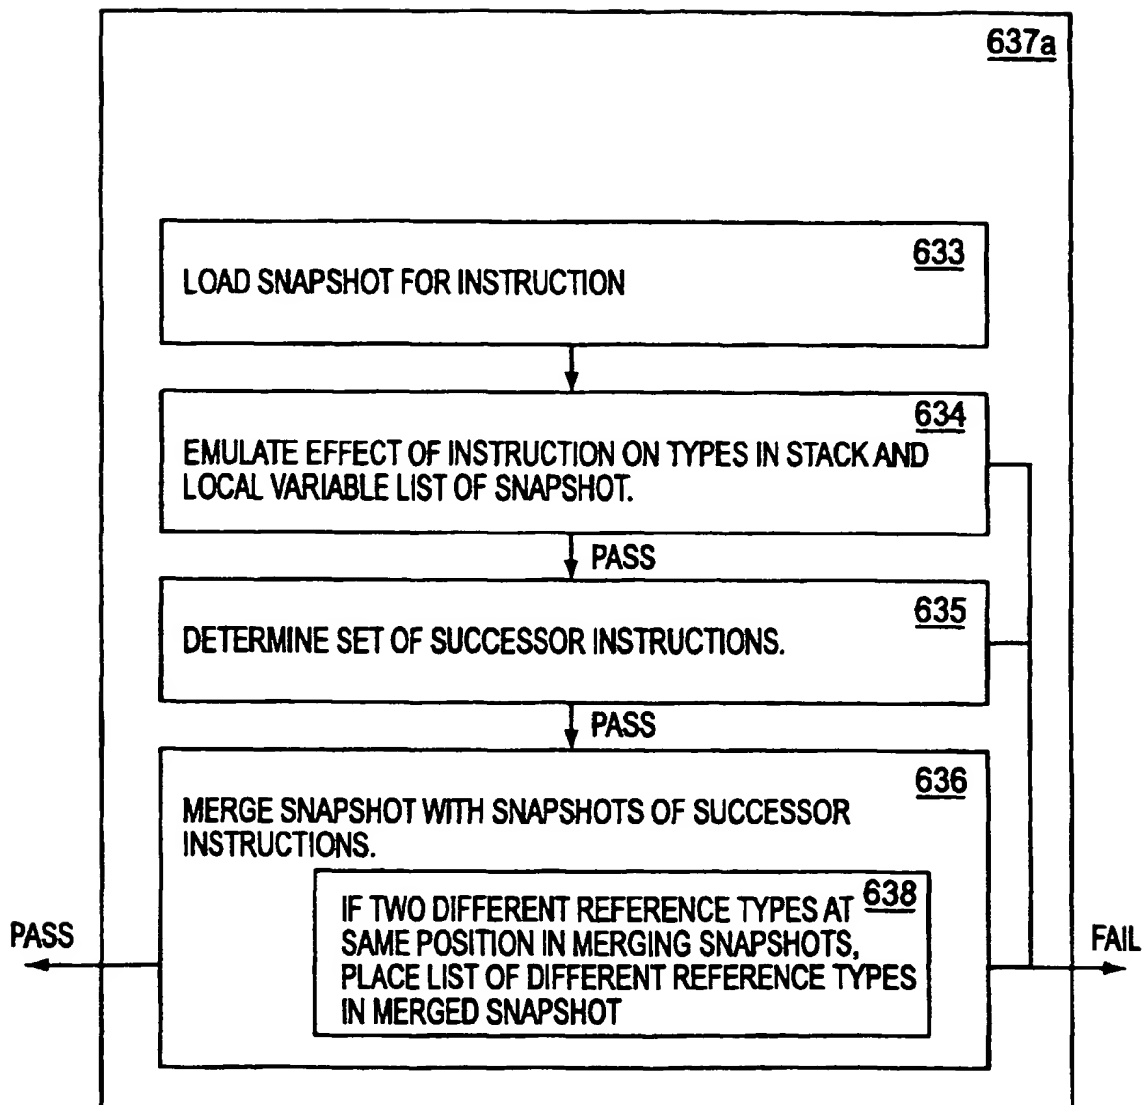 637a
633
LOAD SNAPSHOT FOR INSTRUCTION
634
EMULATE EFFECT OF INSTRUCTION ON TYPES IN STACK AND
LOCAL VARIABLE LIST OF SNAPSHOT.
PASS
635
DETERMINE SET OF SUCCESSOR INSTRUCTIONS.
PASS
636
MERGE SNAPSHOT WITH SNAPSHOTS OF SUCCESSOR
INSTRUCTIONS.
638
IF TWO DIFFERENT REFERENCE TYPES AT
SAME POSITION IN MERGING SNAPSHOTS,
PLACE LIST OF DIFFERENT REFERENCE TYPES
IN MERGED SNAPSHOT
PASS
FAIL